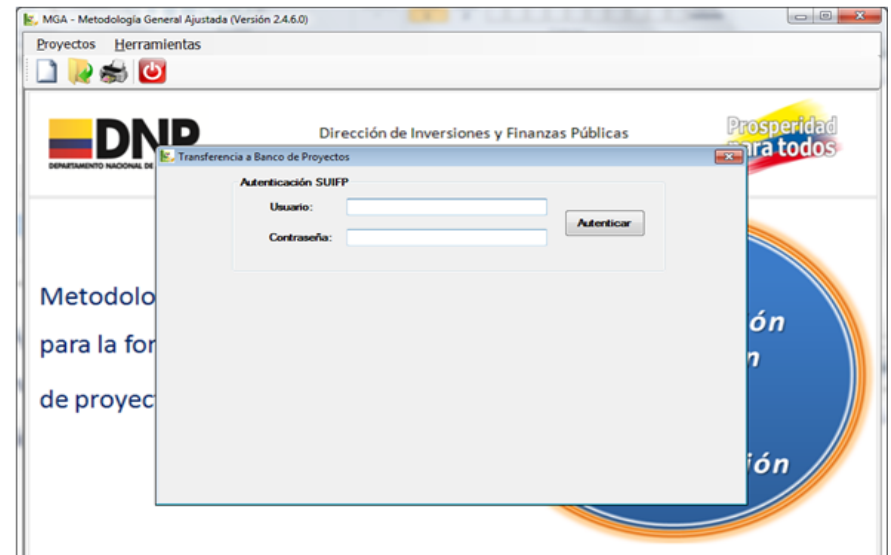 MGA - Metodología General Ajustada (Versión 2.4.6.0)
Proyectos Herramientas
DNP
DEPARTAMENTO NACIONAL DE
Dirección de Inversiones y Finanzas Públicas
Prosperidad
para todos
Transferencia a Banco de Proyectos
Autenticación SUIFP
Usuario:
Contraseña:
Autenticar
Metodolo
para la for
de proyec
ón
n
ión